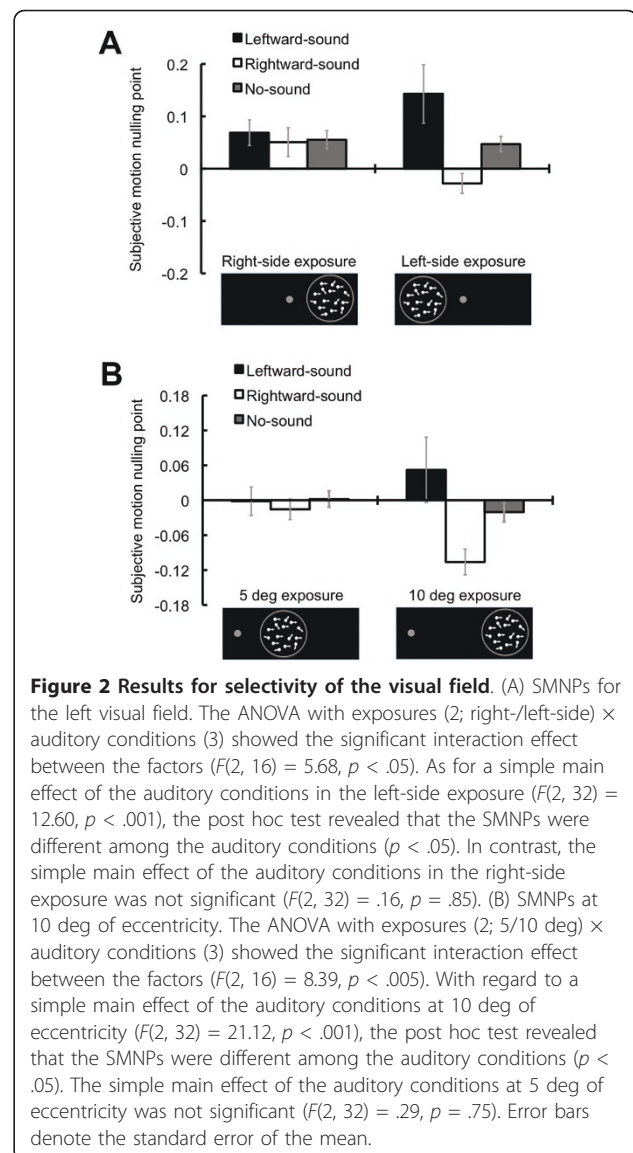 A
Leftward-sound
Rightward-sound
No-sound
Subjective motion nulling point
0.2
0.1
0
-0.1
-0.2
Right-side exposure
Left-side exposure
B
Leftward-sound
Rightward-sound
No-sound
Subjective motion nulling point
0.18
0.12
0.06
0
-0.06
-0.12
-0.18
5 deg exposure
10 deg exposure
Figure 2 Results for selectivity of the visual field. (A) SMNPs for
the left visual field. The ANOVA with exposures (2; right-/left-side) ×
auditory conditions (3) showed the significant interaction effect
between the factors (F(2, 16) = 5.68, p < .05). As for a simple main
effect of the auditory conditions in the left-side exposure (F(2, 32) =
12.60, p < .001), the post hoc test revealed that the SMNPs were
different among the auditory conditions (p < .05). In contrast, the
simple main effect of the auditory conditions in the right-side
exposure was not significant (F(2, 32) = .16, p = .85). (B) SMNPs at
10 deg of eccentricity. The ANOVA with exposures (2; 5/10 deg) ×
auditory conditions (3) showed the significant interaction effect
between the factors (F(2, 16) = 8.39, p < .005). With regard to a
simple main effect of the auditory conditions at 10 deg of
eccentricity (F(2, 32) = 21.12, p < .001), the post hoc test revealed
that the SMNPs were different among the auditory conditions (p <
.05). The simple main effect of the auditory conditions at 5 deg of
eccentricity was not significant (F(2, 32) = .29, p = .75). Error bars
denote the standard error of the mean.